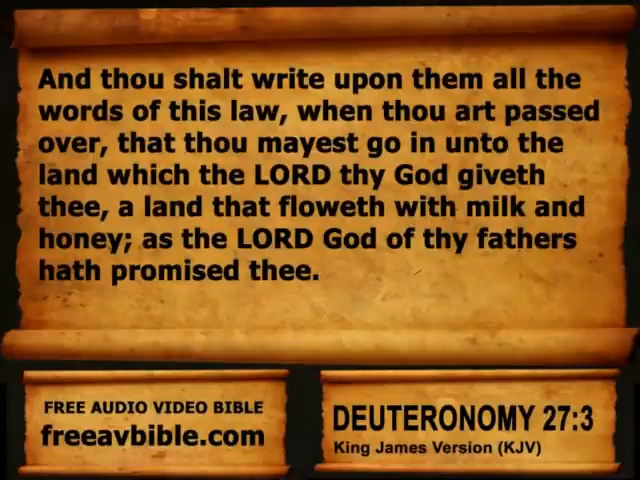 And thou shalt write upon them all the
words of this law, when thou art passed
over, that thou mayest go in unto the
land which the LORD thy God giveth
thee, a land that floweth with milk and
honey; as the LORD God of thy fathers
hath promised thee.
FREE AUDIO VIDEO BIBLE
freeavbible.com
DEUTERONOMY 27:3
King James Version (KJV)